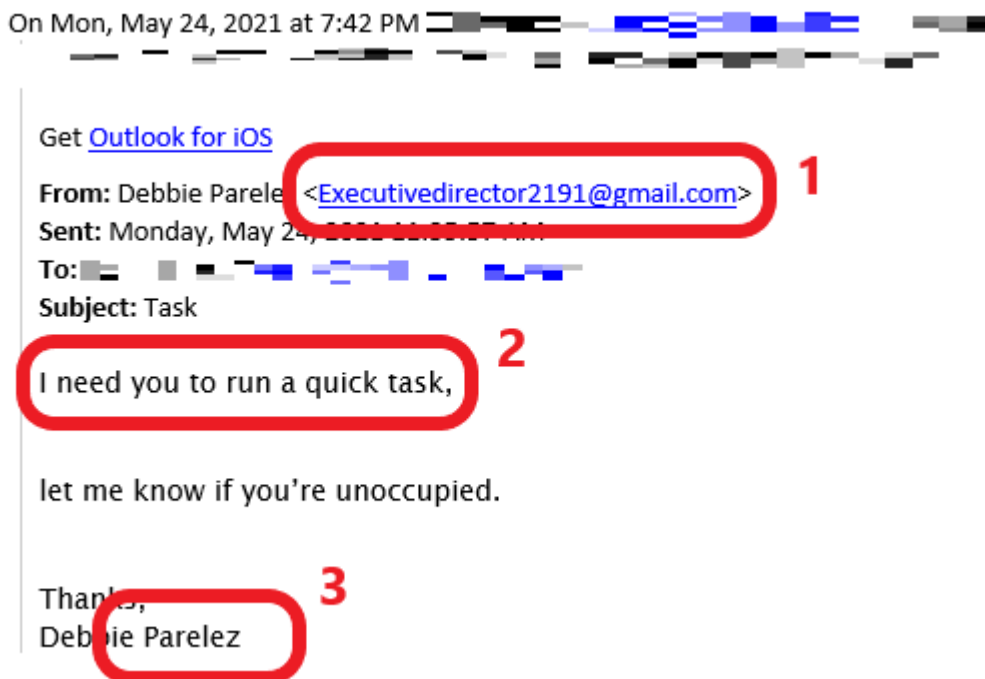 On Mon, May 24, 2021 at 7:42 PM
Get Outlook for iOS
1
From: Debbie Parele <Executivedirector2191@gmail.com>
Sent: Monday, May 24, 2021
To:
Subject: Task
2
I need you to run a quick task,
let me know if you're unoccupied.
3
Thanks,
Debbie Parelez